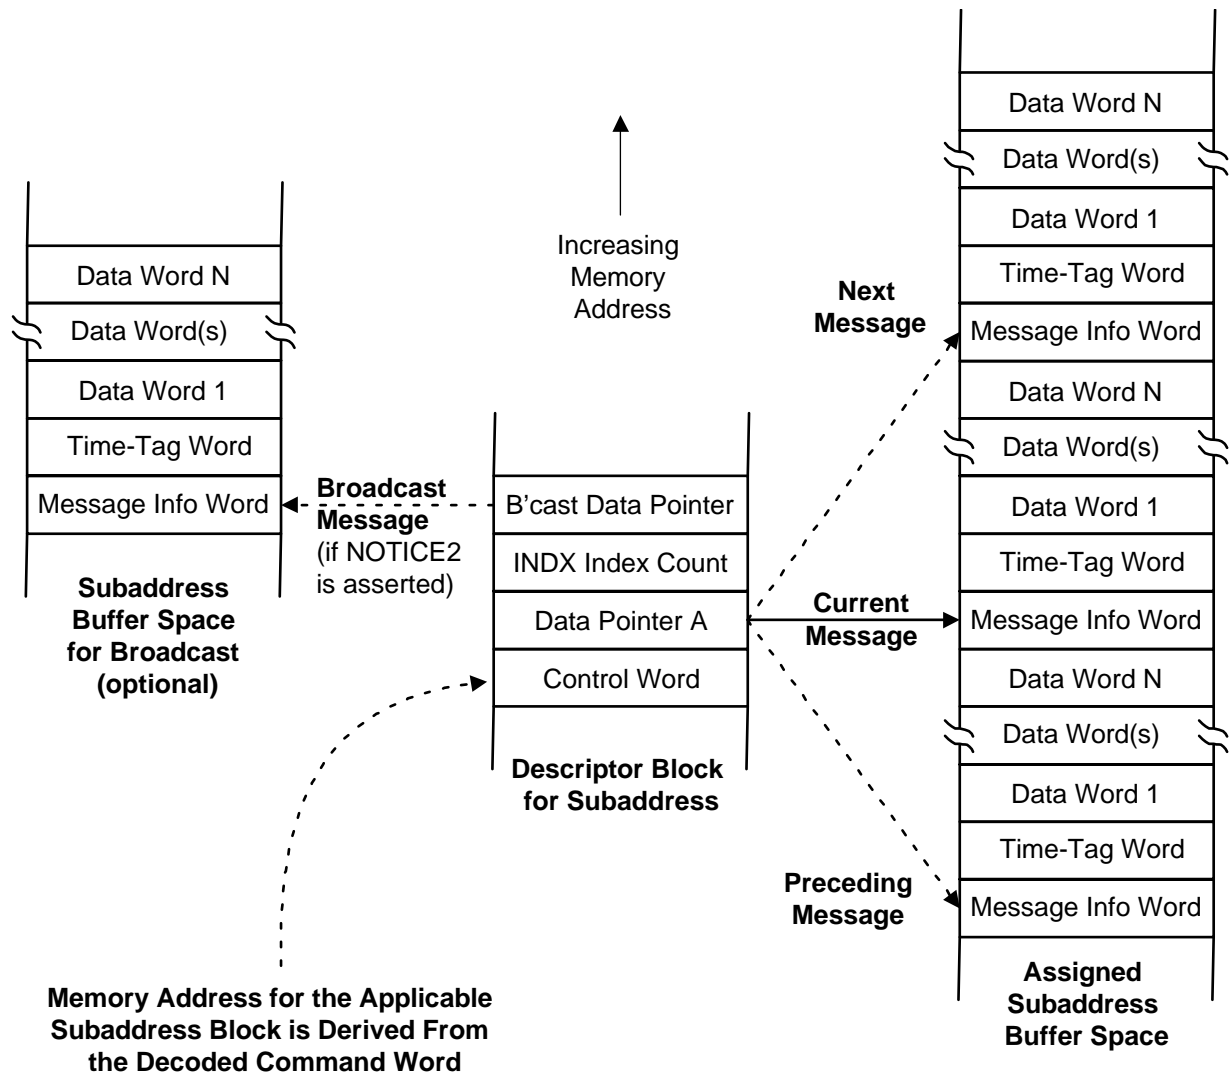 Data Word N
Data Word(s)
Data Word 1
Time-Tag Word
Message Info Word
Subaddress
Buffer Space
for Broadcast
(optional)
Broadcast
Message
(if NOTICE2
is asserted)
Increasing
Memory
Address
B'cast Data Pointer
INDX Index Count
Data Pointer A
Control Word
Descriptor Block
for Subaddress
Memory Address for the Applicable
Subaddress Block is Derived From
the Decoded Command Word
Next
Message
Current
Message
Preceding
Message
Data Word N
Data Word(s)
Data Word 1
Time-Tag Word
Message Info Word
Data Word N
Data Word(s)
Data Word 1
Time-Tag Word
Message Info Word
Data Word N
Data Word(s)
Data Word 1
Time-Tag Word
Message Info Word
Assigned
Subaddress
Buffer Space